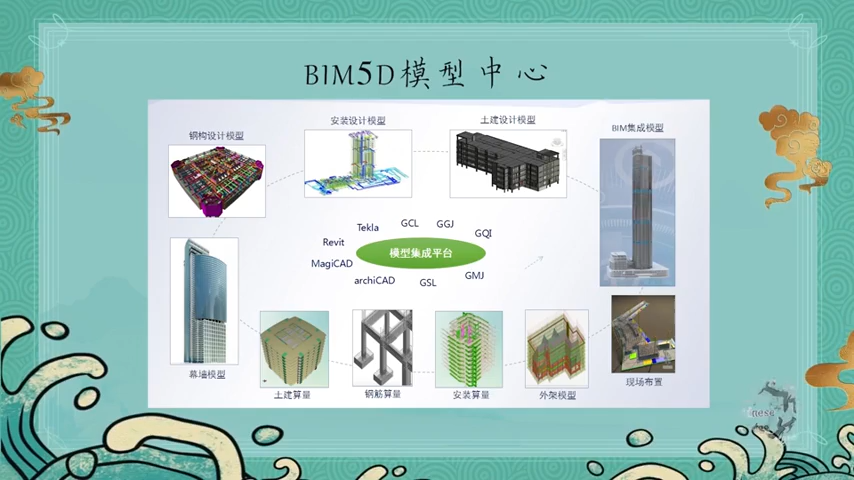 BIM5D模型中心
钢构设计模型
安装设计模型
土建设计模型
BIM集成模型
Tekla
GCL
GGJ
GQI
Revit
模型集成平台
MagiCAD
archiCAD
GSL
GMJ
幕墙模型
土建算量
钢筋算量
安装算量
外架模型
现场布置